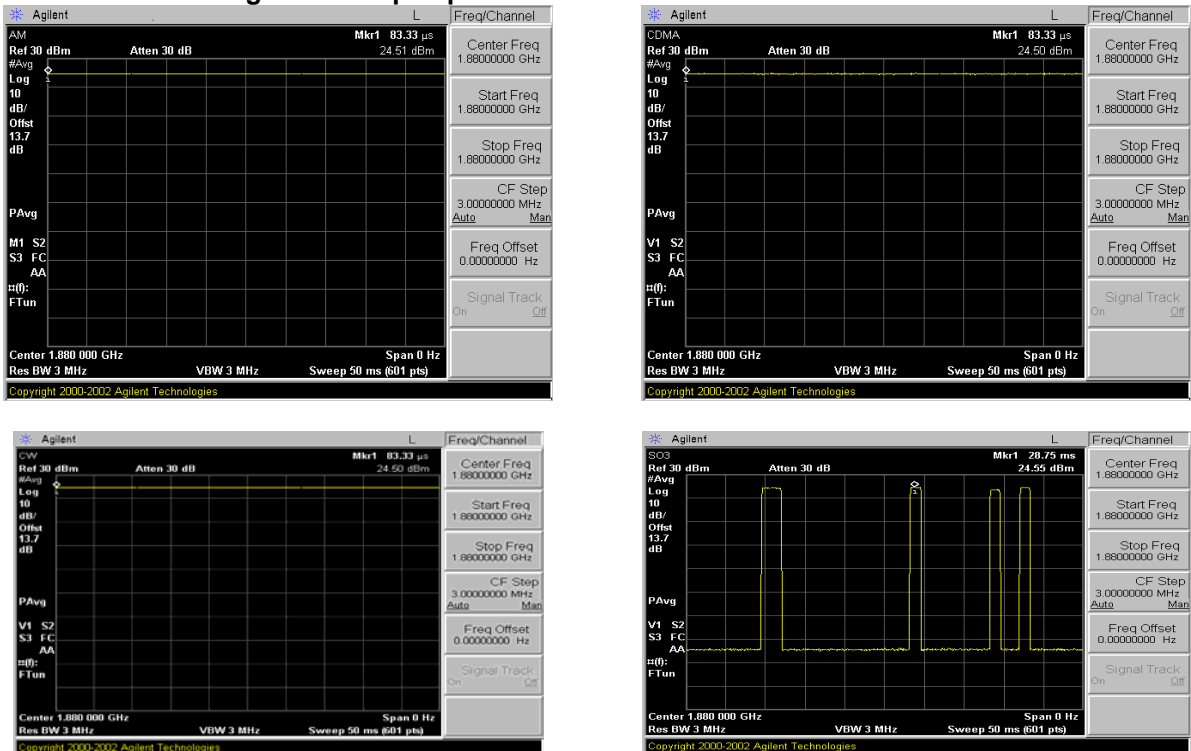 Agilent L Freq/Channel
AM Mkr1 83.33 µs
Ref 30 dBm Atten 30 dB 24.51 dBm
#Avg
Log
10
dB/
Offst
13.7
dB
PAvg
M1 S2
S3 FC
AA
¤(f):
FTun
1
Center 1.880 000 GHz Span 0 Hz
Res BW 3 MHz VBW 3 MHz Sweep 50 ms (601 pts)
Copyright 2000-2002 Agilent Technologies
Center Freq
1.88000000 GHz
Start Freq
1.88000000 GHz
Stop Freq
1.88000000 GHz
CF Step
3.00000000 MHz
Auto Man
Freq Offset
0.00000000 Hz
Signal Track
On Off
Agilent L Freq/Channel
CDMA Mkr1 83.33 µs
Ref 30 dBm Atten 30 dB 24.50 dBm
#Avg
Log
10
dB/
Offst
13.7
dB
PAvg
V1 S2
S3 FC
AA
¤(f):
FTun
1
Center 1.880 000 GHz Span 0 Hz
Res BW 3 MHz VBW 3 MHz Sweep 50 ms (601 pts)
Copyright 2000-2002 Agilent Technologies
Center Freq
1.88000000 GHz
Start Freq
1.88000000 GHz
Stop Freq
1.88000000 GHz
CF Step
3.00000000 MHz
Auto Man
Freq Offset
0.00000000 Hz
Signal Track
On Off
Agilent L Freq/Channel
CW Mkr1 83.33 µs
Ref 30 dBm Atten 30 dB 24.50 dBm
#Avg
Log
10
dB/
Offst
13.7
dB
PAvg
V1 S2
S3 FC
AA
¤(f):
FTun
1
Center 1.880 000 GHz Span 0 Hz
Res BW 3 MHz VBW 3 MHz Sweep 50 ms (601 pts)
Copyright 2000-2002 Agilent Technologies
Center Freq
1.88000000 GHz
Start Freq
1.88000000 GHz
Stop Freq
1.88000000 GHz
CF Step
3.00000000 MHz
Auto Man
Freq Offset
0.00000000 Hz
Signal Track
On Off
Agilent L Freq/Channel
SO3 Mkr1 28.75 ms
Ref 30 dBm Atten 30 dB 24.55 dBm
#Avg
Log
10
dB/
Offst
13.7
dB
PAvg
V1 S2
S3 FC
AA
¤(f):
FTun
1
Center 1.880 000 GHz Span 0 Hz
Res BW 3 MHz VBW 3 MHz Sweep 50 ms (601 pts)
Copyright 2000-2002 Agilent Technologies
Center Freq
1.88000000 GHz
Start Freq
1.88000000 GHz
Stop Freq
1.88000000 GHz
CF Step
3.00000000 MHz
Auto Man
Freq Offset
0.00000000 Hz
Signal Track
On Off